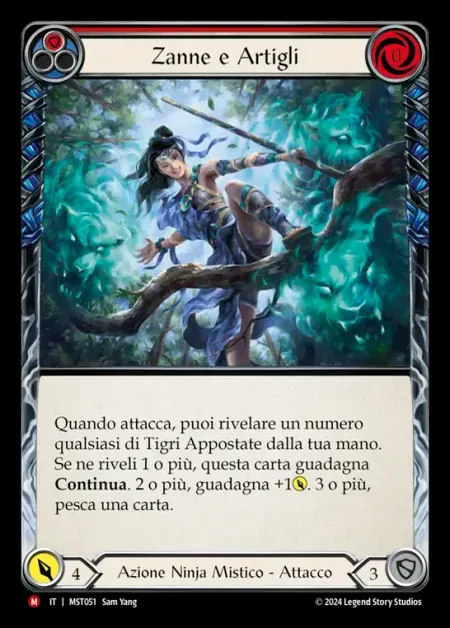 Zanne e Artigli
0
Quando attacca, puoi rivelare un numero
qualsiasi di Tigri Appostate dalla tua mano.
Se ne riveli 1 o più, questa carta guadagna
Continua. 2 o più, guadagna +1. 3 o più,
pesca una carta.
4
Azione Ninja Mistico - Attacco
3
M IT | MST051 Sam Yang
© 2024 Legend Story Studios